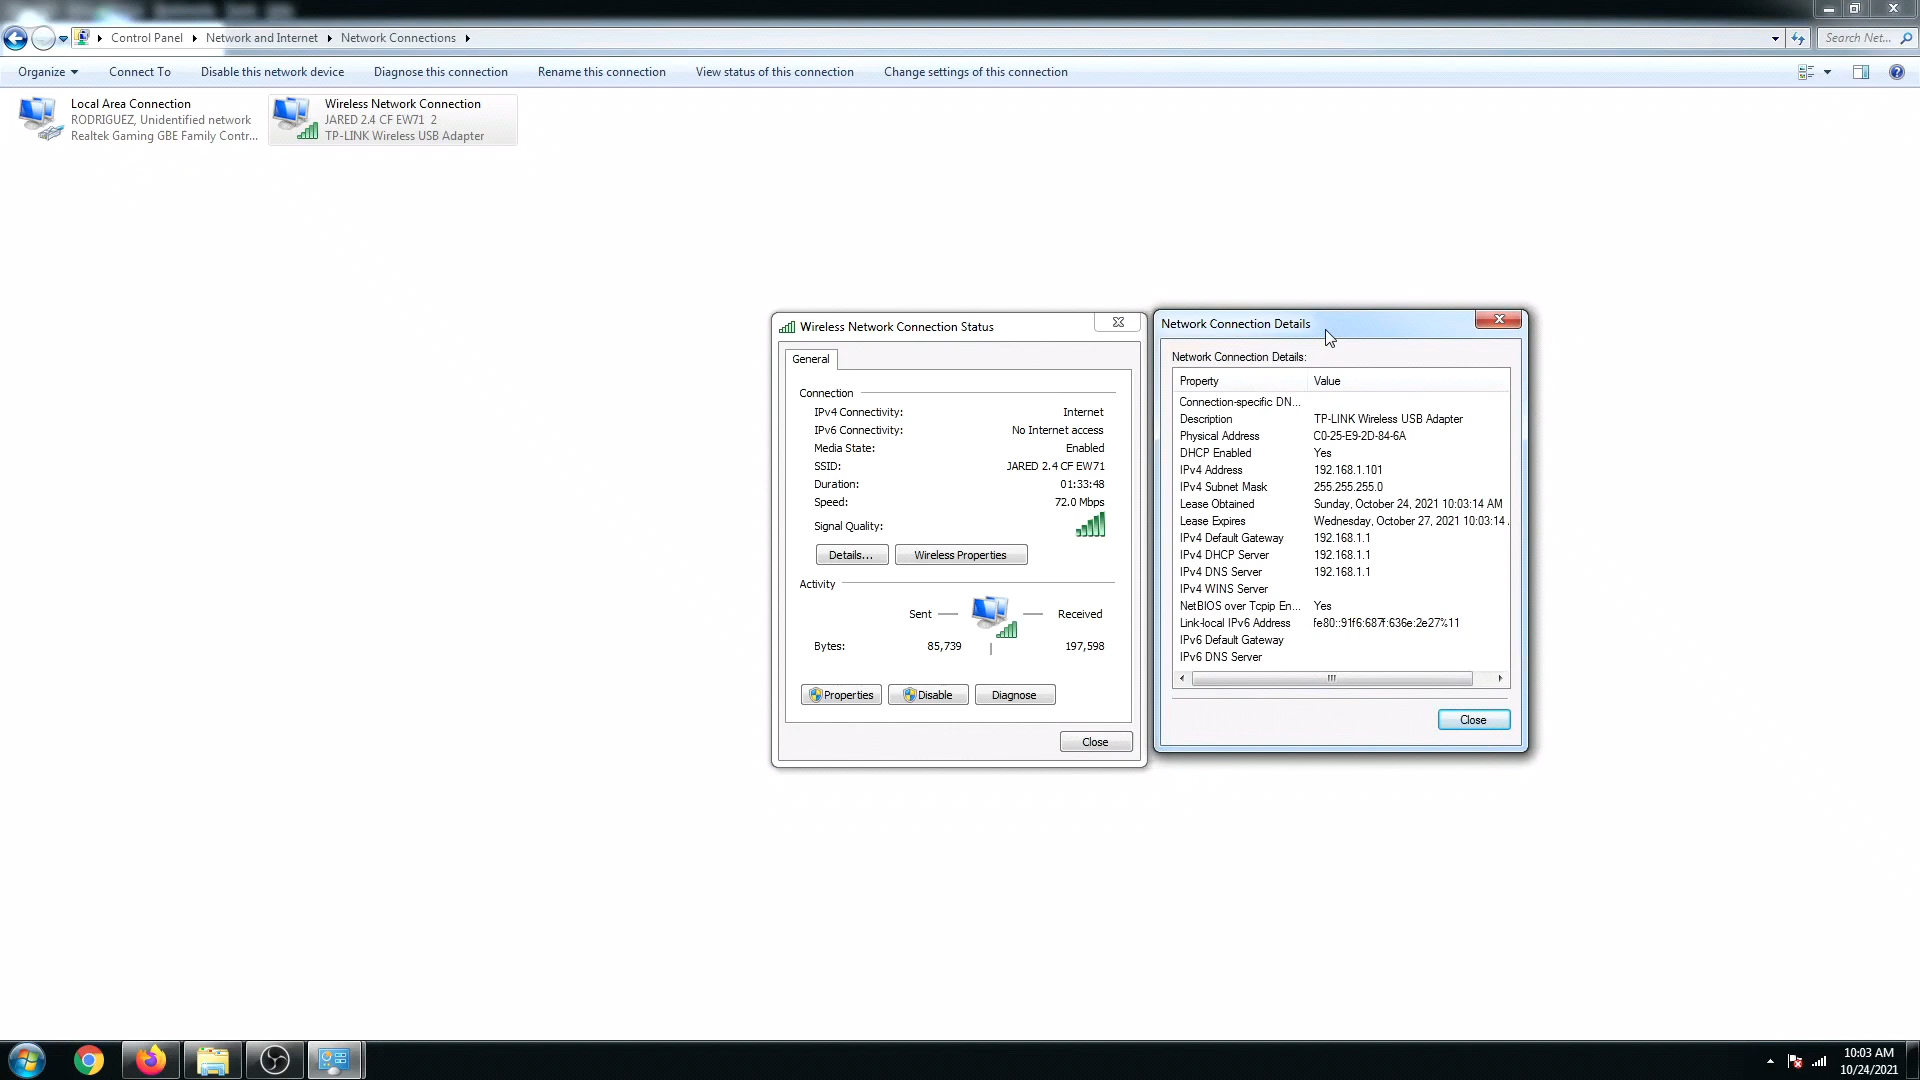 Control Panel
Network and Internet
Network Connections
Search Net...
Organize
Connect To
Disable this network device
Diagnose this connection
Rename this connection
View status of this connection
Change settings of this connection
Local Area Connection
RODRIGUEZ, Unidentified network
Realtek Gaming GBE Family Contr...
Wireless Network Connection
JARED 2.4 CF EW71 2
TP-LINK Wireless USB Adapter
Wireless Network Connection Status
General
Connection
IPv4 Connectivity: Internet
IPv6 Connectivity: No Internet access
Media State: Enabled
SSID: JARED 2.4 CF EW71
Duration: 01:33:48
Speed: 72.0 Mbps
Signal Quality:
Details...
Wireless Properties
Activity
Sent — — Received
Bytes: 85,739 | 197,598
Properties
Disable
Diagnose
Close
Network Connection Details
Network Connection Details:
Property Value
Connection-specific DN...
Description TP-LINK Wireless USB Adapter
Physical Address C0-25-E9-2D-84-6A
DHCP Enabled Yes
IPv4 Address 192.168.1.101
IPv4 Subnet Mask 255.255.255.0
Lease Obtained Sunday, October 24, 2021 10:03:14 AM
Lease Expires Wednesday, October 27, 2021 10:03:14 .
IPv4 Default Gateway 192.168.1.1
IPv4 DHCP Server 192.168.1.1
IPv4 DNS Server 192.168.1.1
IPv4 WINS Server
NetBIOS over Tcpip En... Yes
Link-local IPv6 Address fe80::91f6:687f:636e:2e27%11
IPv6 Default Gateway
IPv6 DNS Server
Close
10:03 AM
10/24/2021